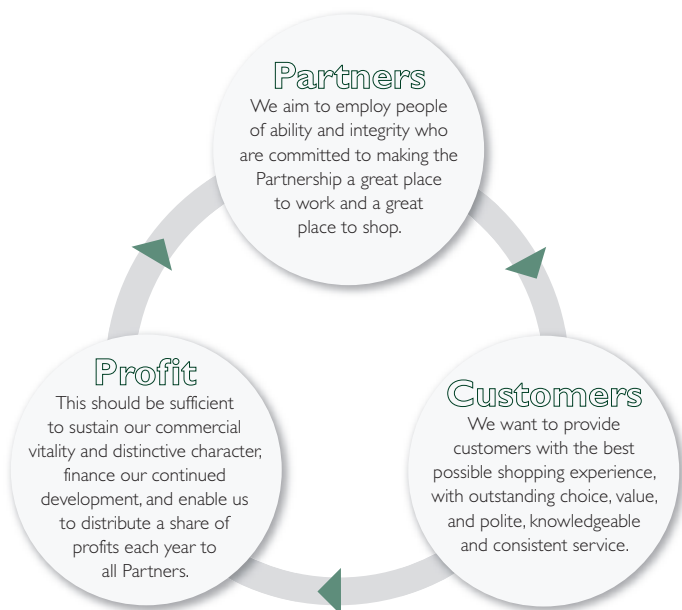 Partners
We aim to employ people
of ability and integrity who
are committed to making the
Partnership a great place
to work and a great
place to shop.
Profit
This should be sufficient
to sustain our commercial
vitality and distinctive character,
finance our continued
development, and enable us
to distribute a share of
profits each year to
all Partners.
Customers
We want to provide
customers with the best
possible shopping experience,
with outstanding choice, value,
and polite, knowledgeable
and consistent service.